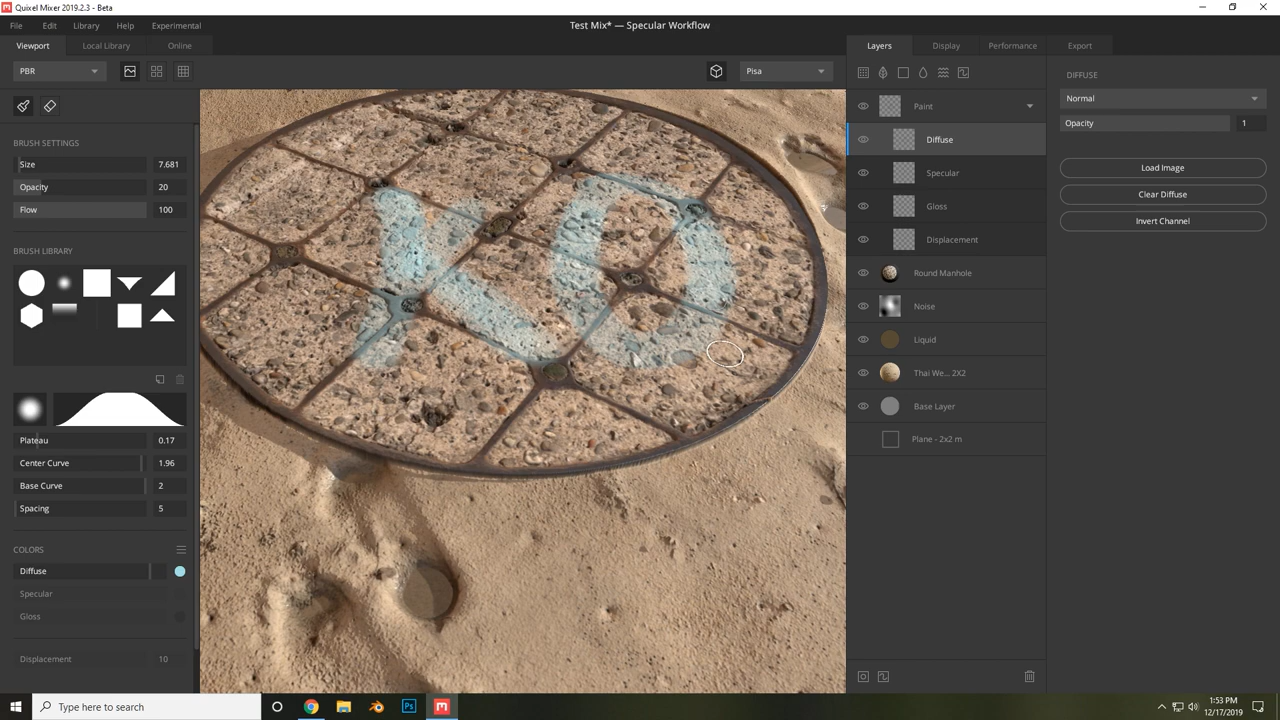 Quixel Mixer 2019.2.3 - Beta
File Edit Library Help Experimental
Test Mix* — Specular Workflow
Viewport Local Library Online
Layers Display Performance Export
PBR
Pisa
BRUSH SETTINGS
Size 7.681
Opacity 20
Flow 100
BRUSH LIBRARY
Plateau 0.17
Center Curve 1.96
Base Curve 2
Spacing 5
COLORS
Diffuse
Specular
Gloss
Displacement 10
XO
Paint
Diffuse
Specular
Gloss
Displacement
Round Manhole
Noise
Liquid
Thai We... 2X2
Base Layer
Plane - 2x2 m
DIFFUSE
Normal
Opacity 1
Load Image
Clear Diffuse
Invert Channel
Type here to search
Ps
1:53 PM
12/17/2019